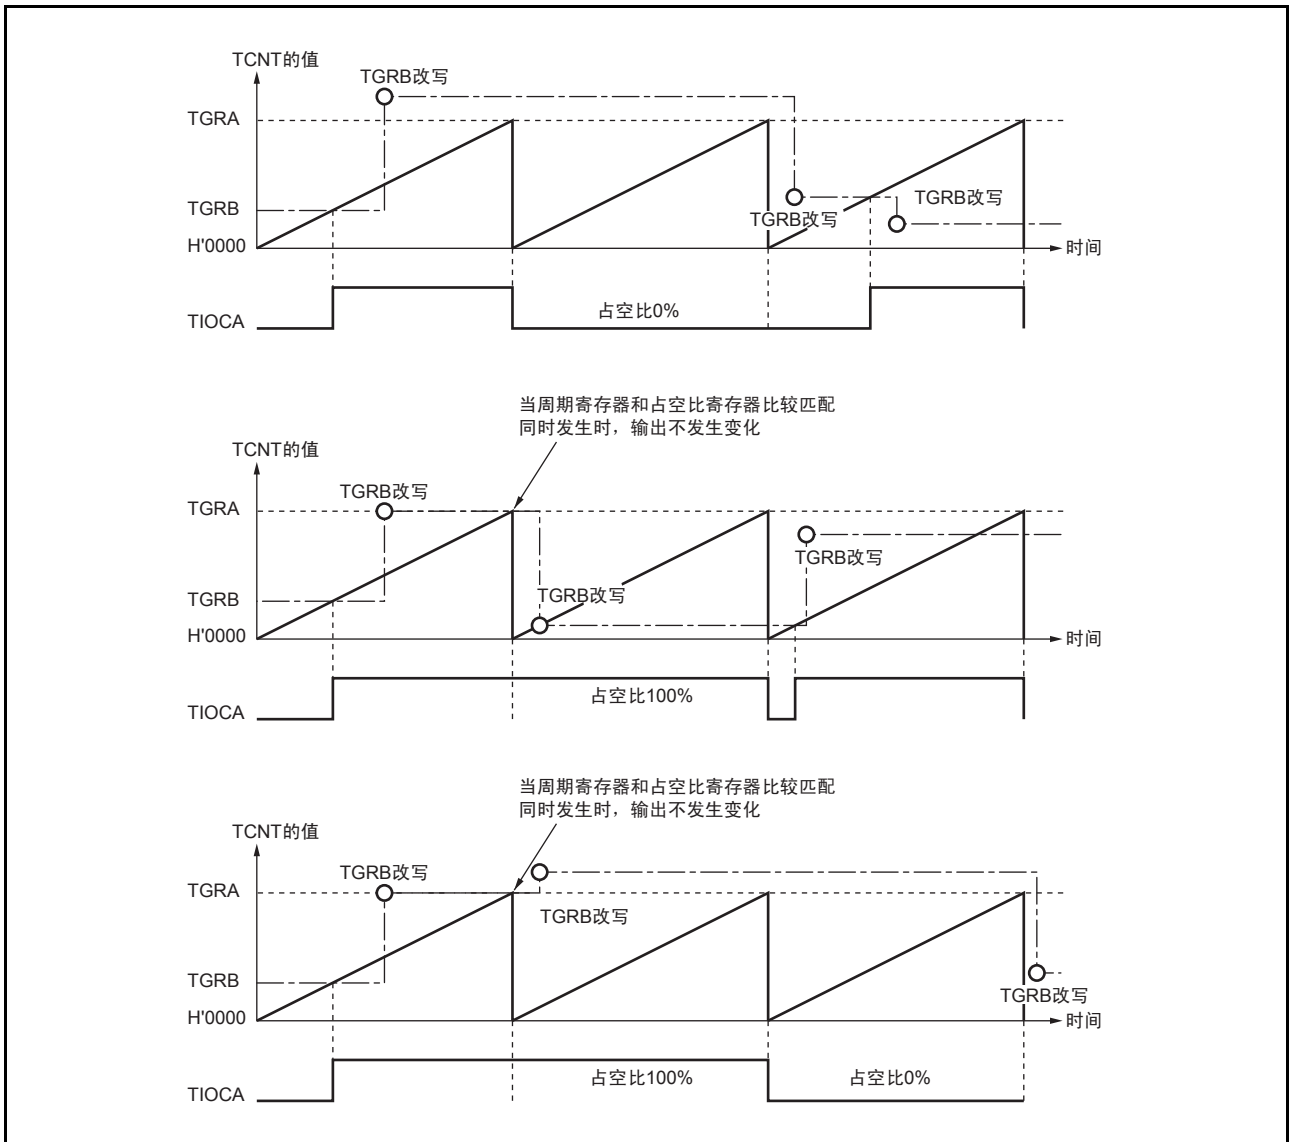 TCNT的值
TGRB改写
TGRA
TGRB
TGRB改写
TGRB改写
H'0000
时间
占空比0%
TIOCA
当周期寄存器和占空比寄存器比较匹配
同时发生时，输出不发生变化
TCNT的值
TGRB改写
TGRA
TGRB改写
TGRB
TGRB改写
H'0000
时间
占空比100%
TIOCA
当周期寄存器和占空比寄存器比较匹配
同时发生时，输出不发生变化
TCNT的值
TGRB改写
TGRA
TGRB改写
TGRB
TGRB改写
H'0000
时间
占空比100%
占空比0%
TIOCA